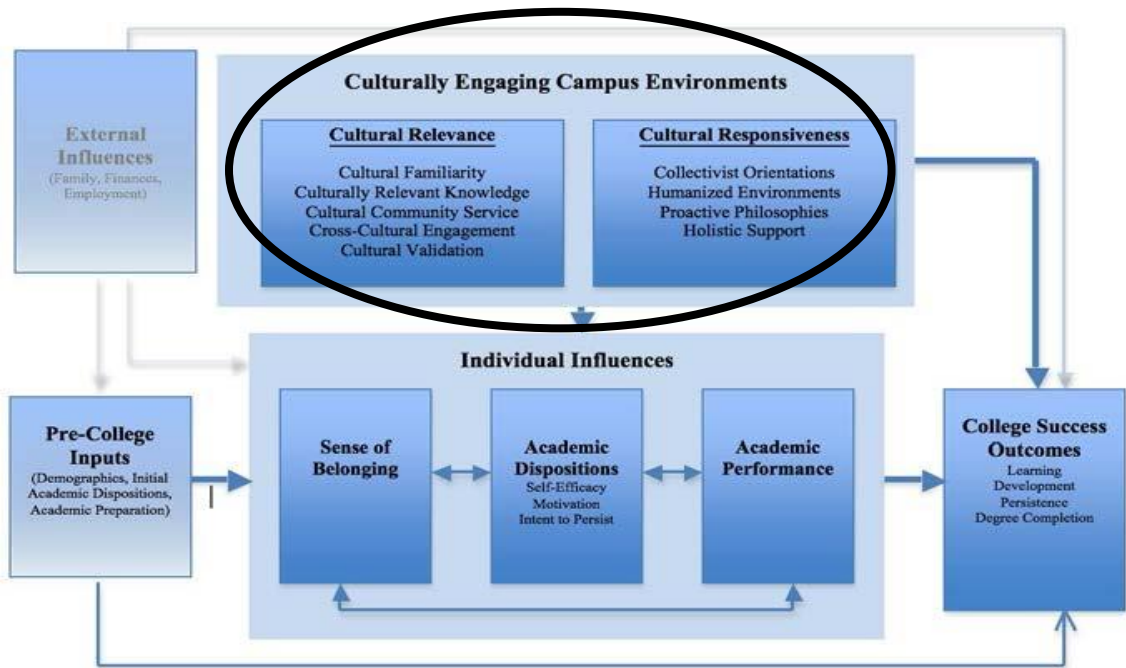 Culturally Engaging Campus Environments
External
Influences
(Family, Finances,
Employment)
Cultural Relevance
Cultural Familiarity
Culturally Relevant Knowledge
Cultural Community Service
Cross-Cultural Engagement
Cultural Validation
Cultural Responsiveness
Collectivist Orientations
Humanized Environments
Proactive Philosophies
Holistic Support
Individual Influences
Pre-College
Inputs
(Demographics, Initial
Academic Dispositions,
Academic Preparation)
Sense of
Belonging
Academic
Dispositions
Self-Efficacy
Motivation
Intent to Persist
Academic
Performance
College Success
Outcomes
Learning
Development
Persistence
Degree Completion